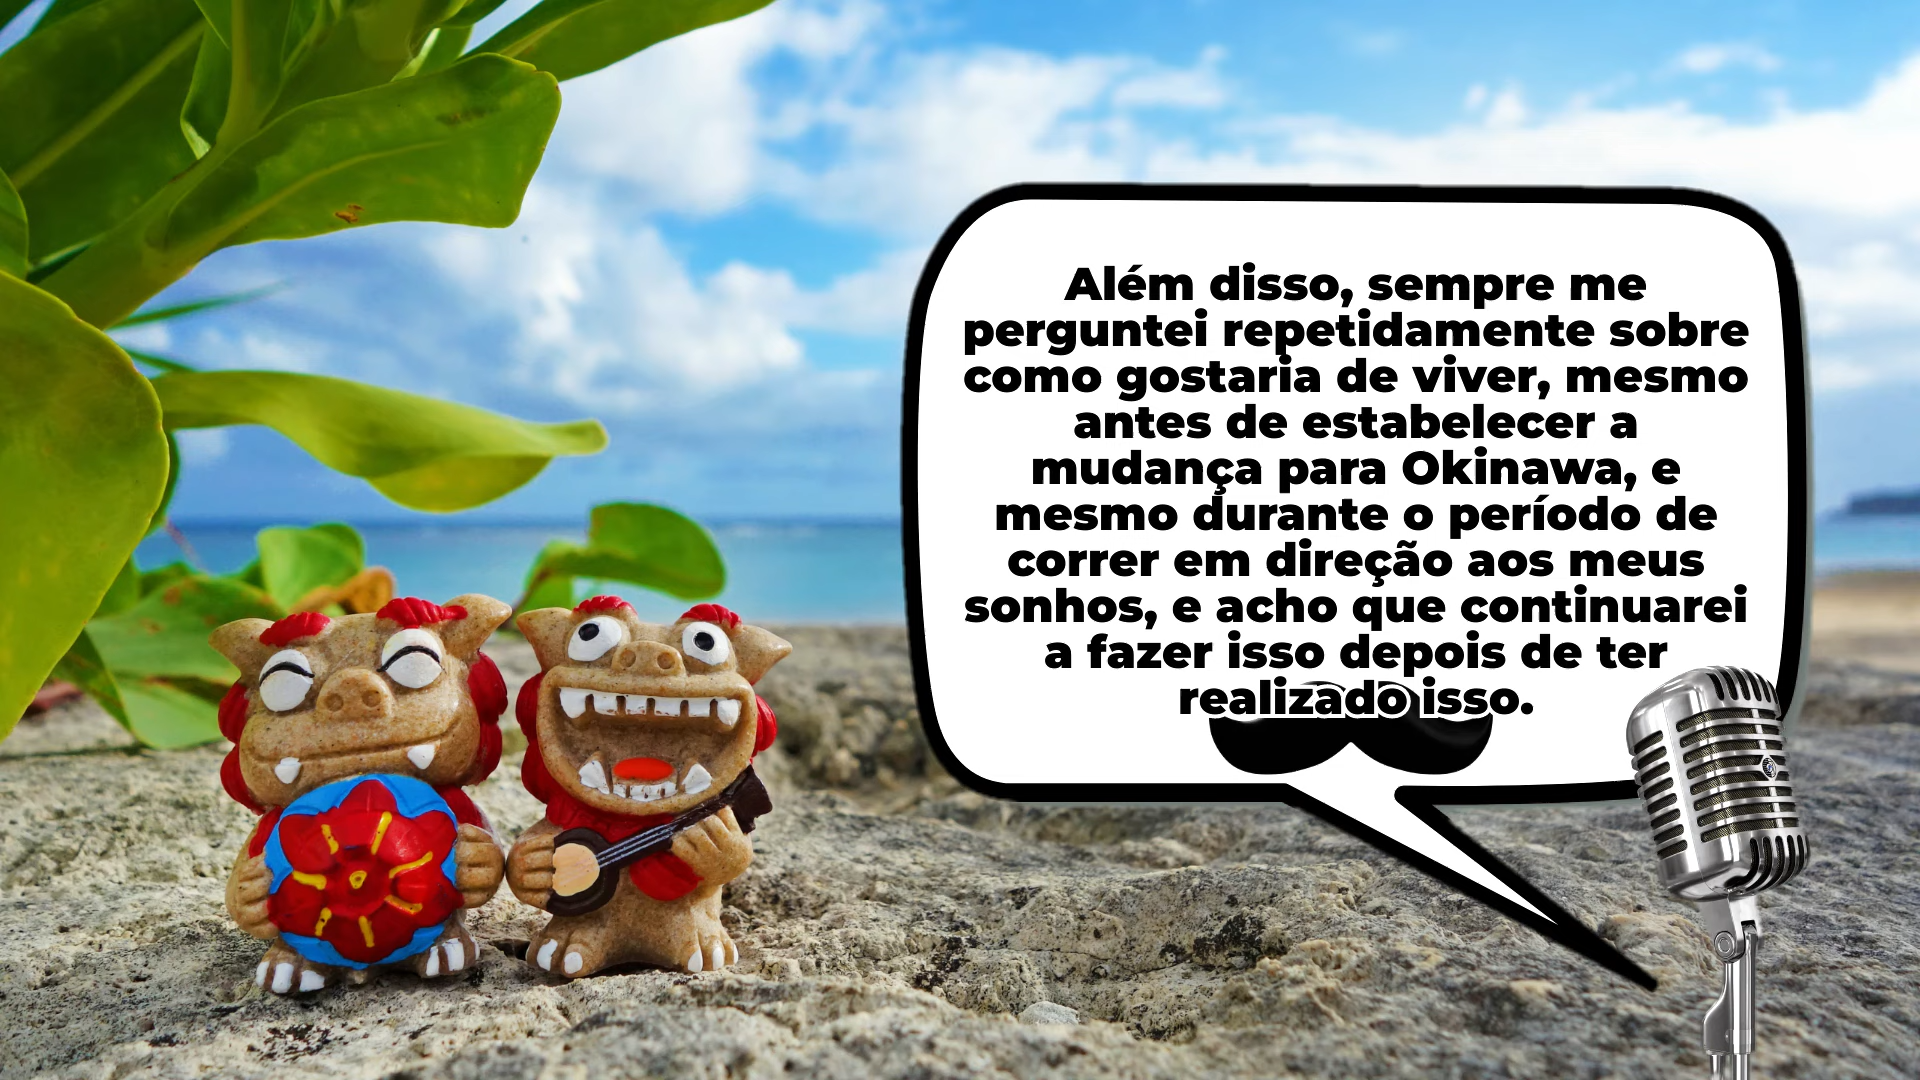 Além disso, sempre me
perguntei repetidamente sobre
como gostaria de viver, mesmo
antes de estabelecer a
mudança para Okinawa, e
mesmo durante o período de
correr em direção aos meus
sonhos, e acho que continuarei
a fazer isso depois de ter
realizado isso.